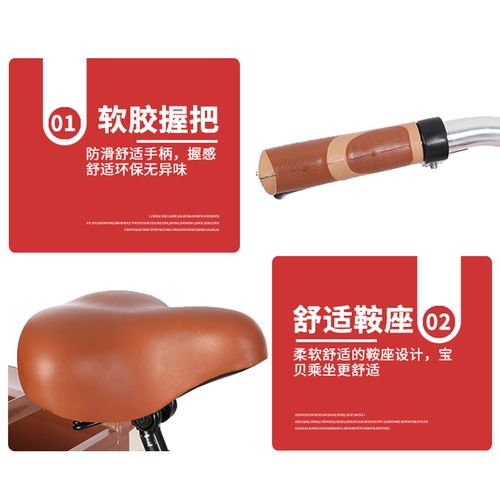 01
软胶握把
防滑舒适手柄，握感
舒适环保无异味
舒适鞍座
02
柔软舒适的鞍座设计，宝
贝乘坐更舒适